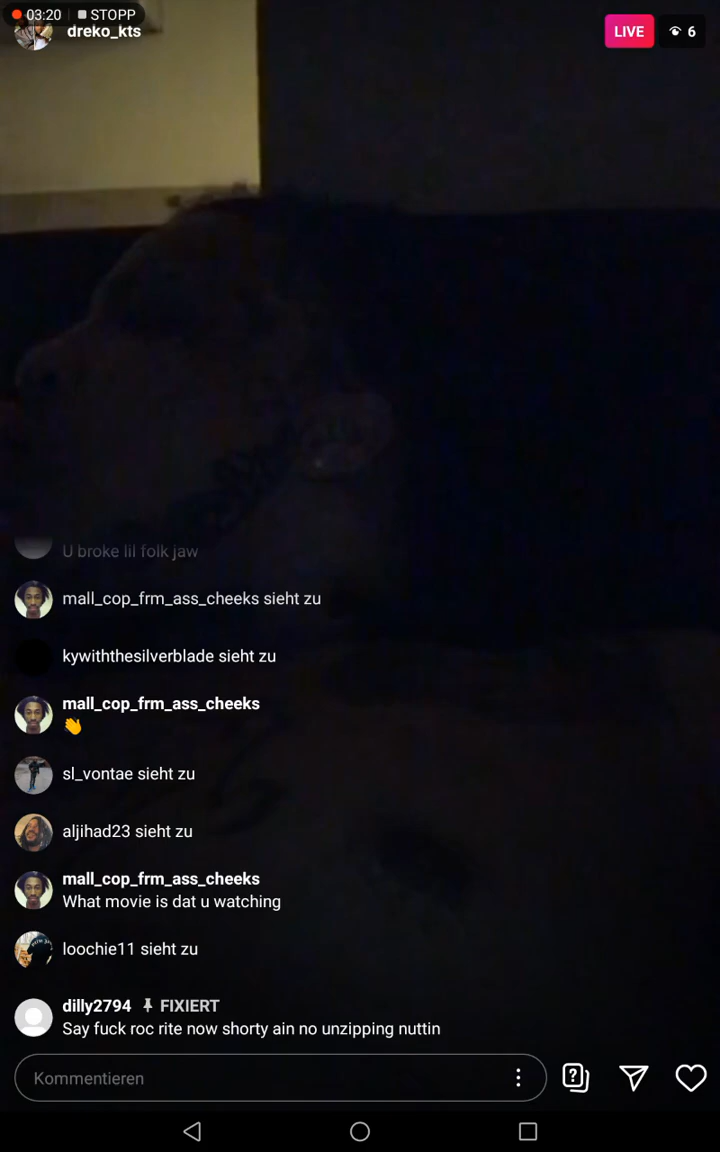 03:20 STOPP
dreko_kts
LIVE
6
U broke lil folk jaw
mall_cop_frm_ass_cheeks sieht zu
kywiththesilverblade sieht zu
mall_cop_frm_ass_cheeks
👋
sl_vontae sieht zu
aljihad23 sieht zu
mall_cop_frm_ass_cheeks
What movie is dat u watching
loochie11 sieht zu
dilly2794 FIXIERT
Say fuck roc rite now shorty ain no unzipping nuttin
Kommentieren